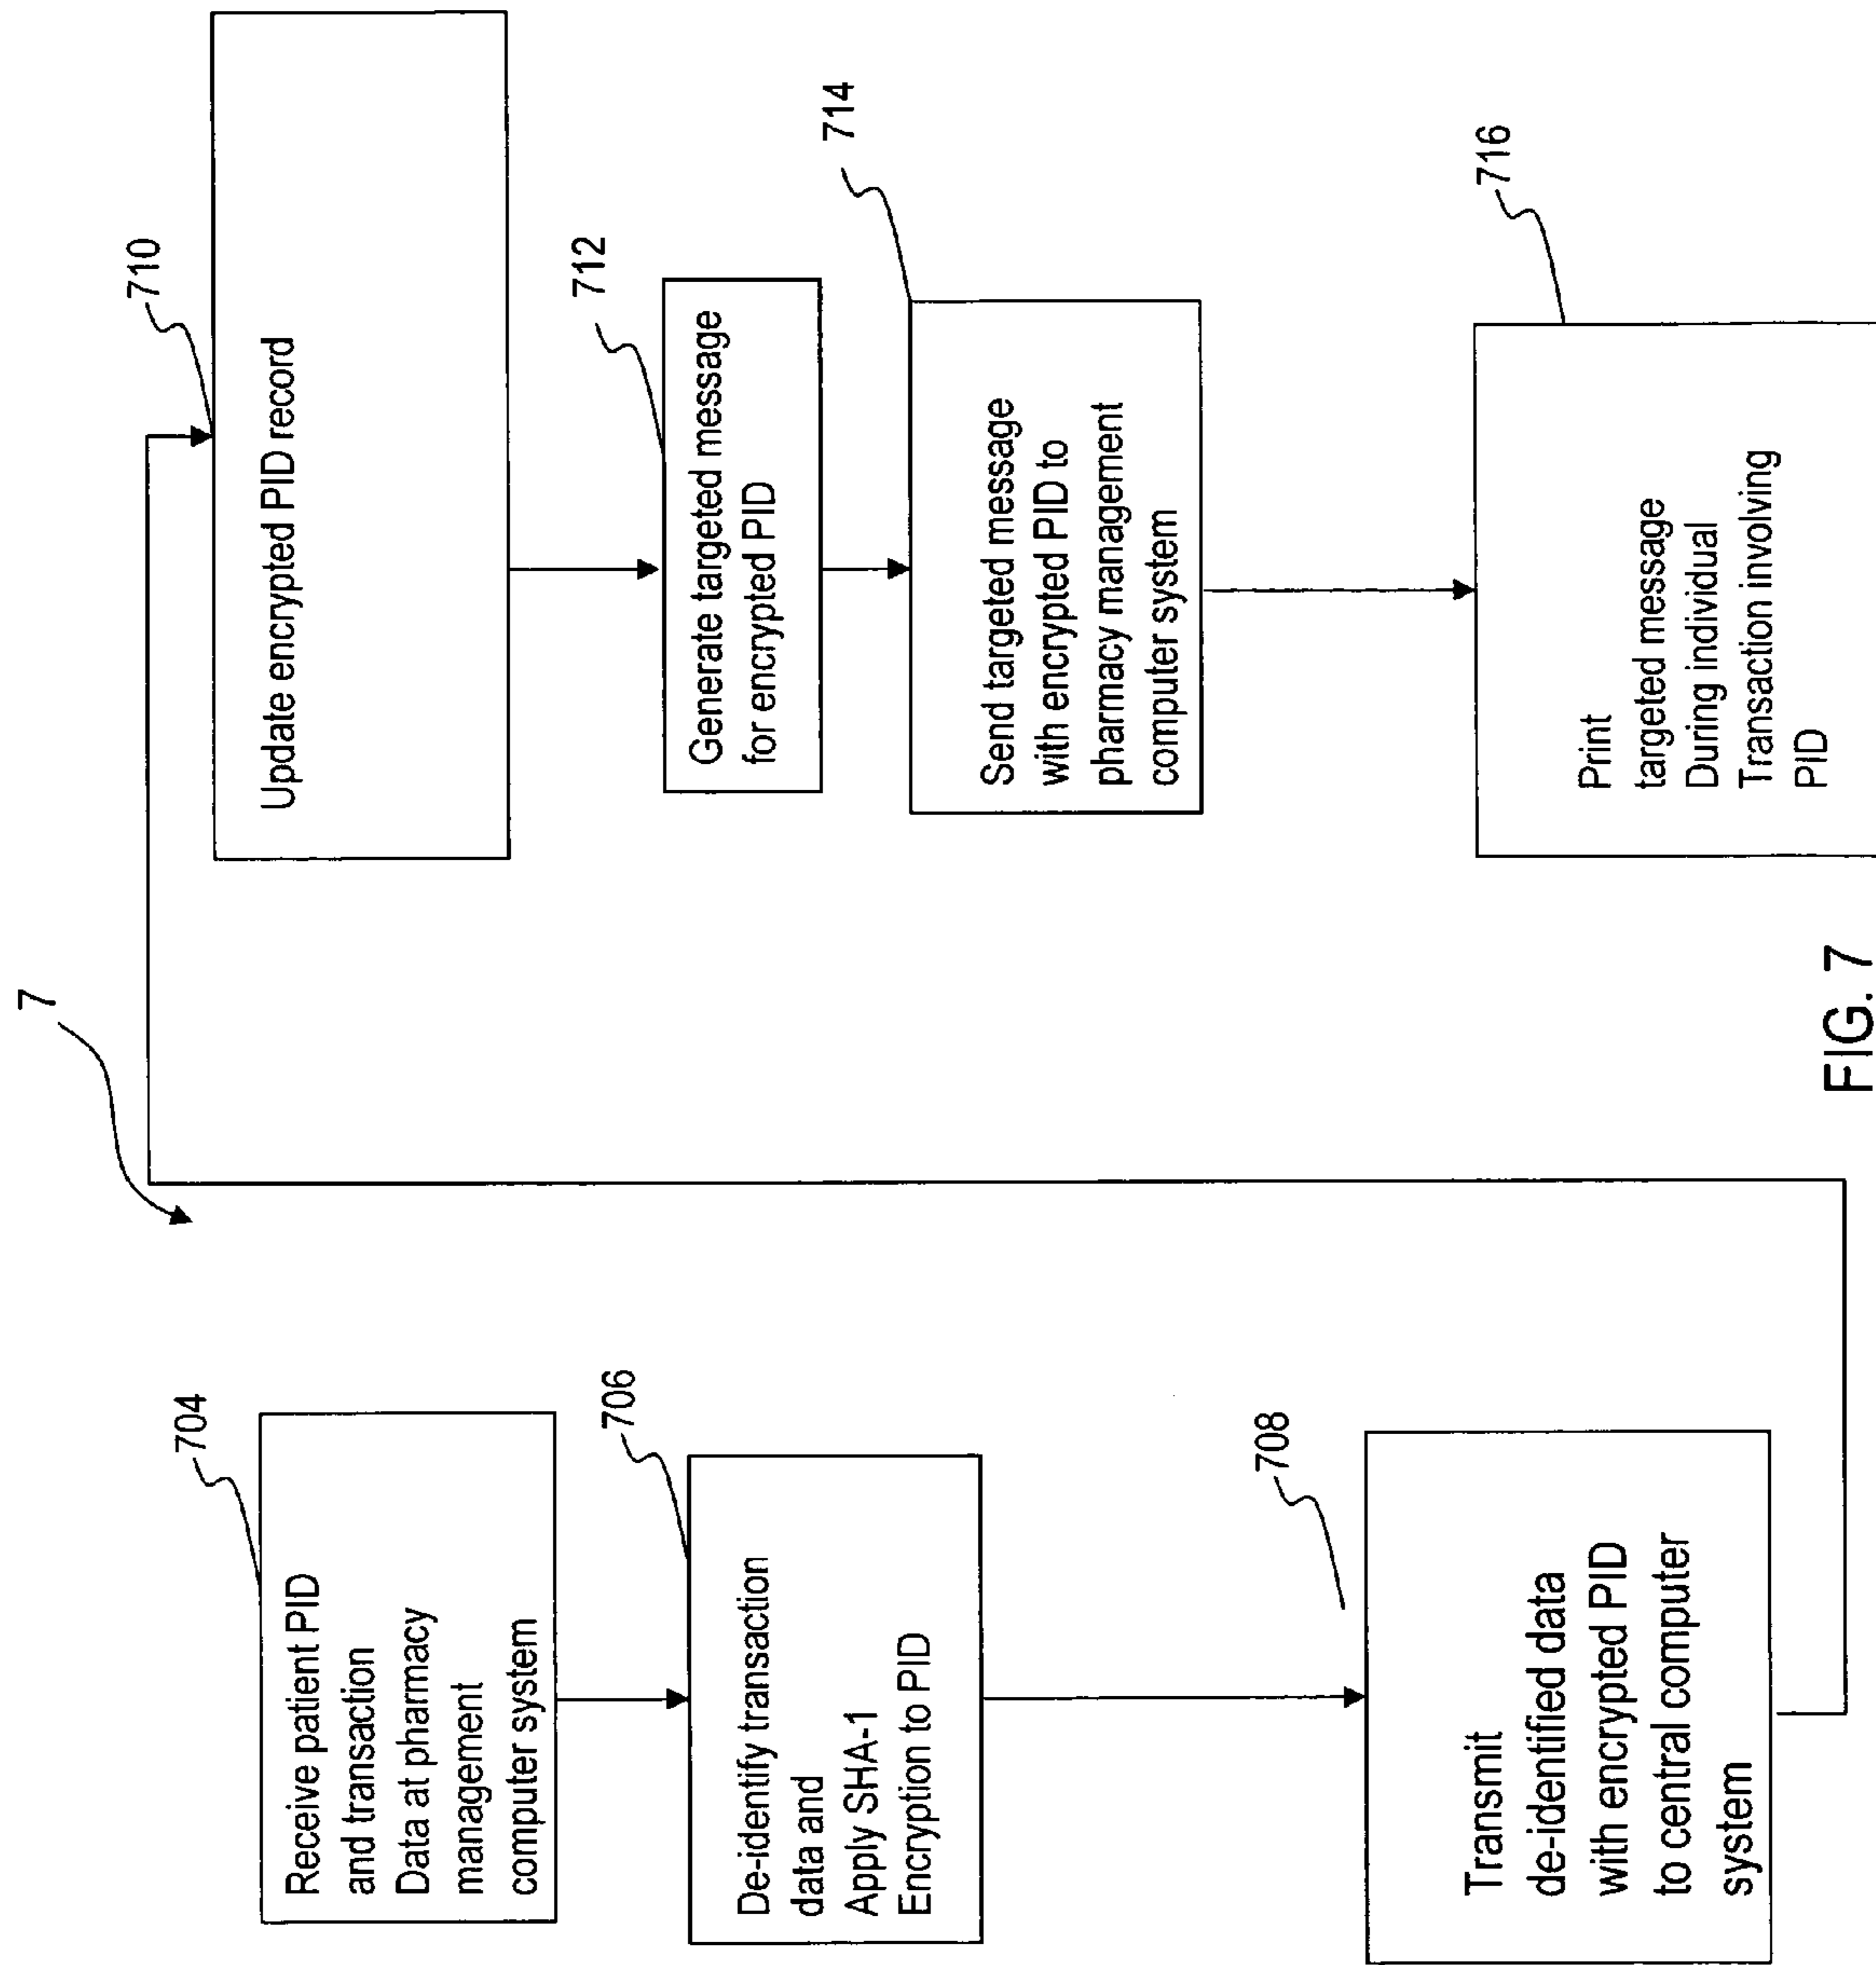 7
704
Receive patient PID
and transaction
Data at pharmacy
management
computer system
706
De-identify transaction
data and
Apply SHA-1
Encryption to PID
708
Transmit
de-identified data
with encrypted PID
to central computer
system
710
Update encrypted PID record
712
Generate targeted message
for encrypted PID
714
Send targeted message
with encrypted PID to
pharmacy management
computer system
716
Print
targeted message
During individual
Transaction involving
PID
FIG. 7